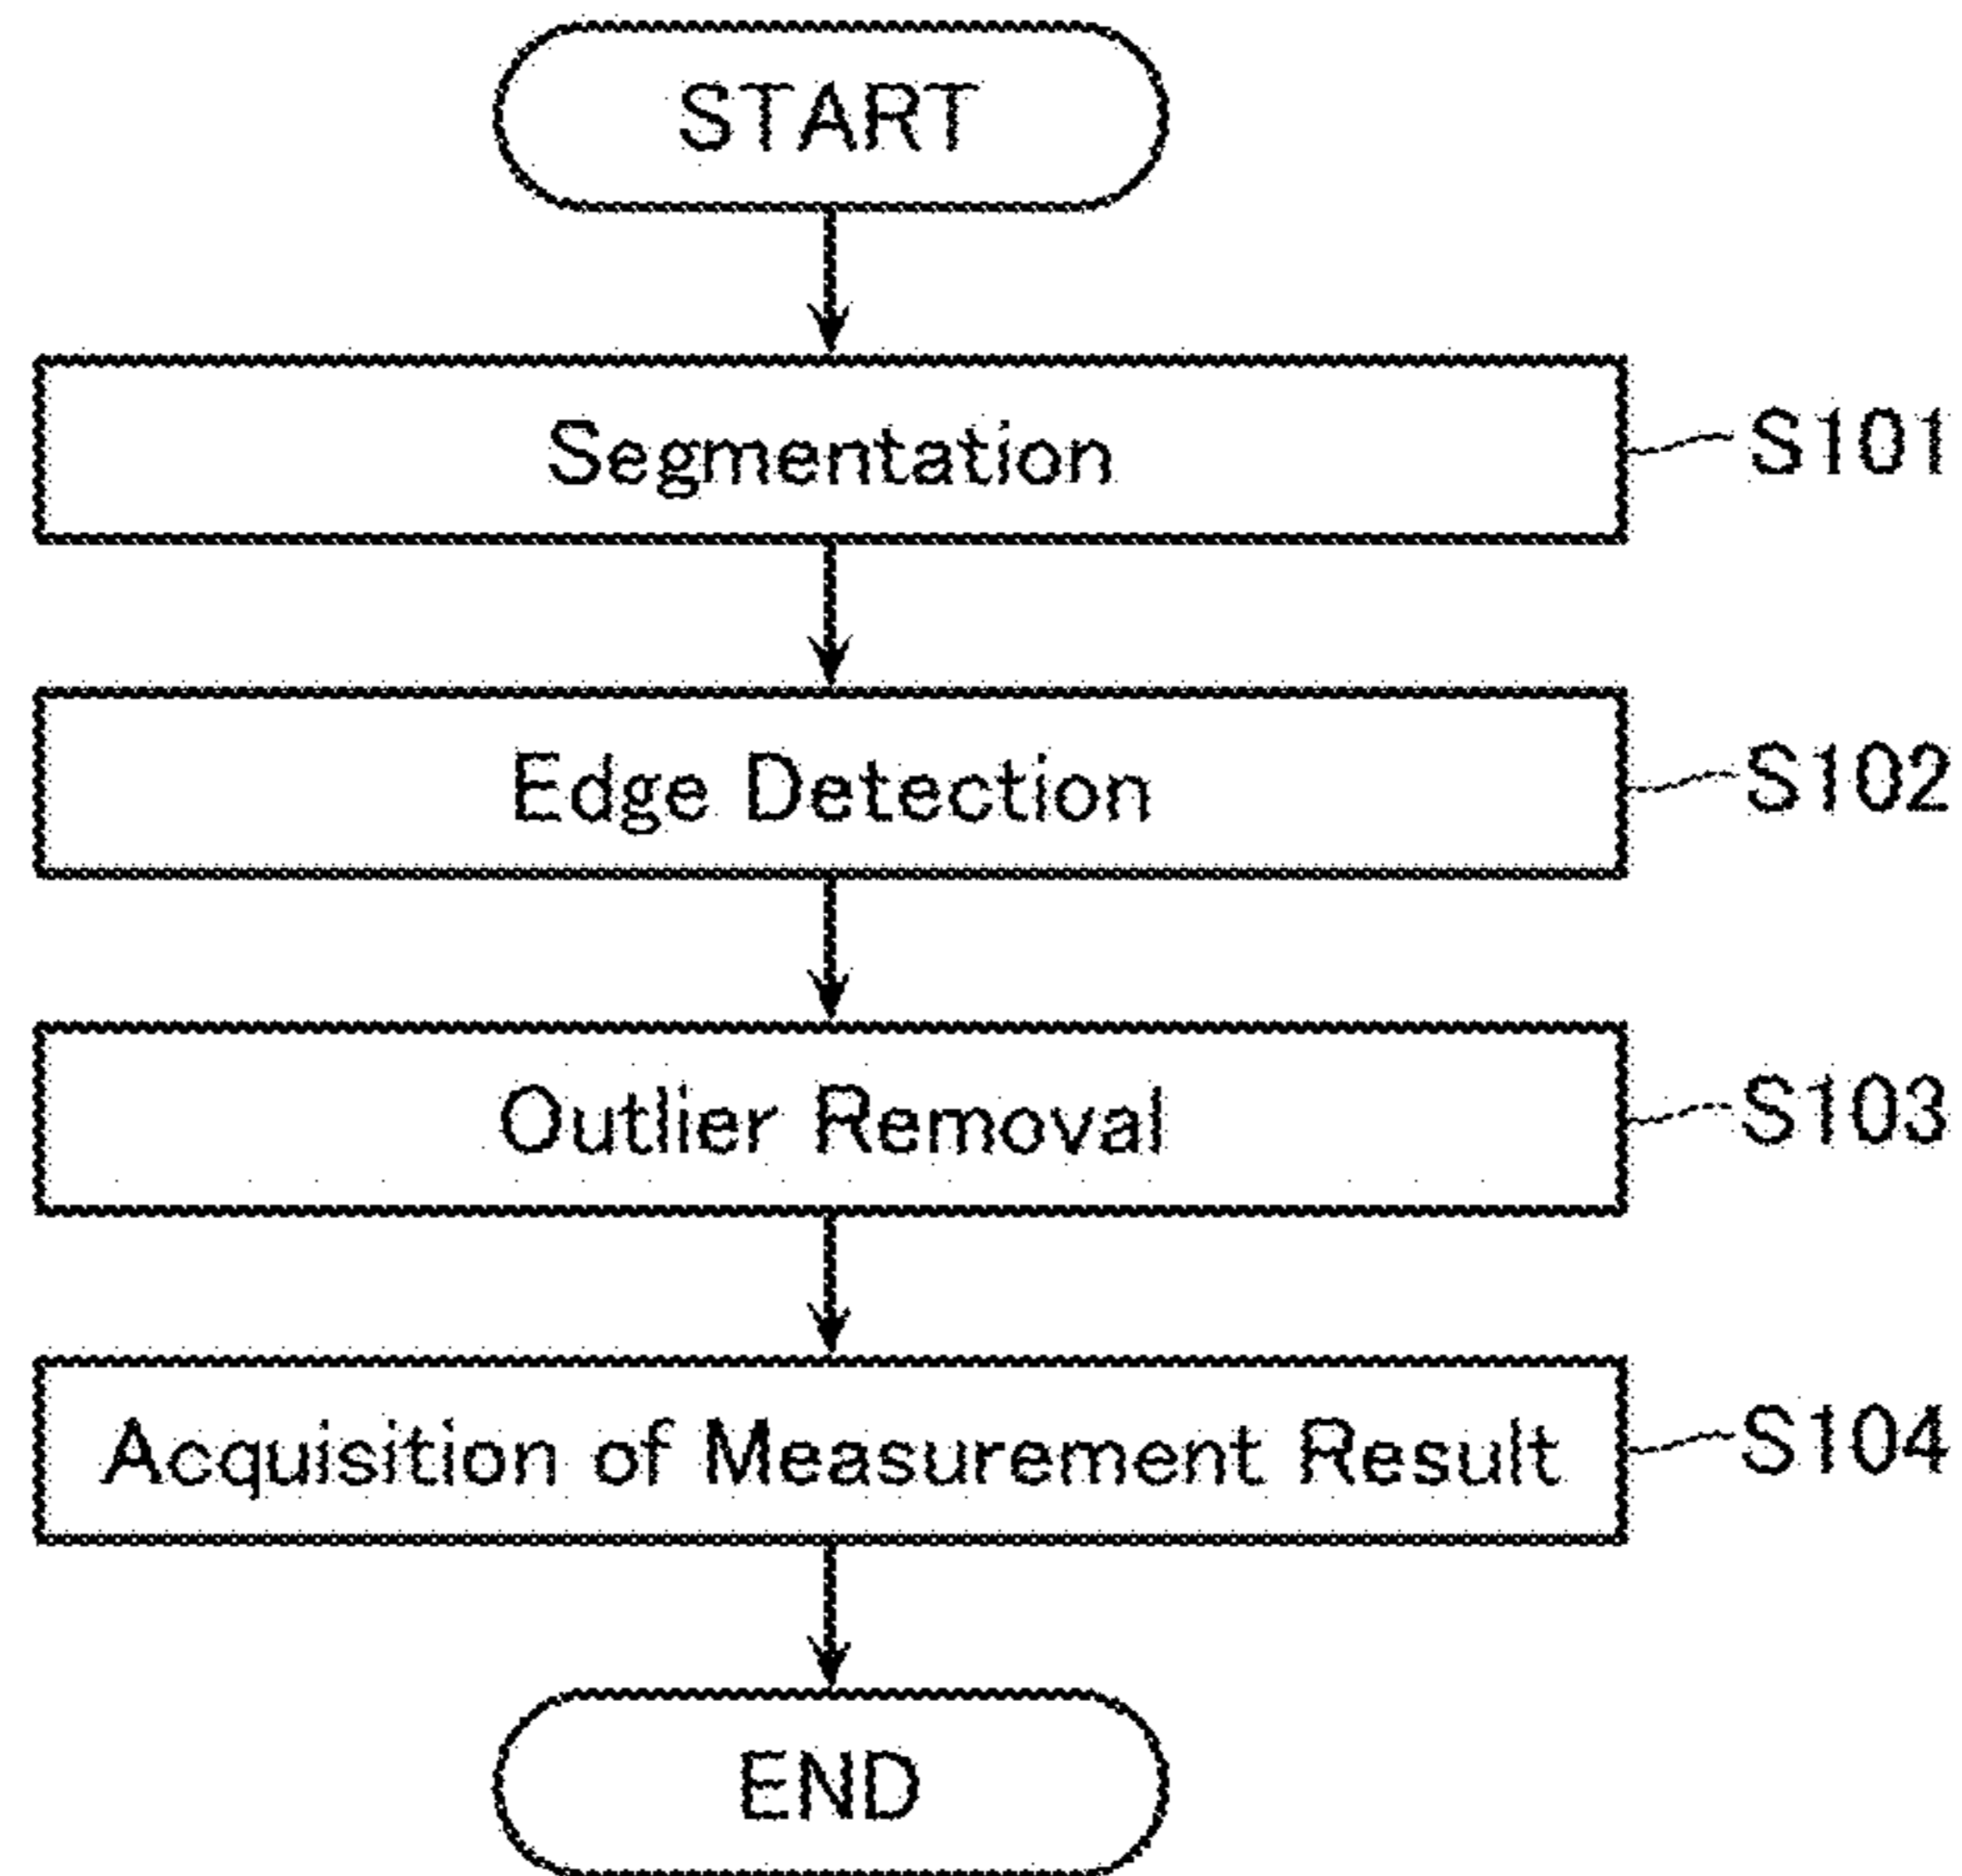 START
Segmentation S101
Edge Detection S102
Outlier Removal S103
Acquisition of Measurement Result S104
END